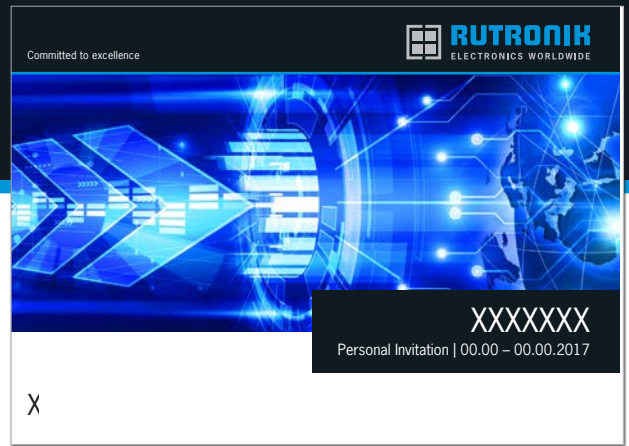 Committed to excellence
RUTRONIK
ELECTRONICS WORLDWIDE
XXXXXXX
Personal Invitation | 00.00 – 00.00.2017
X